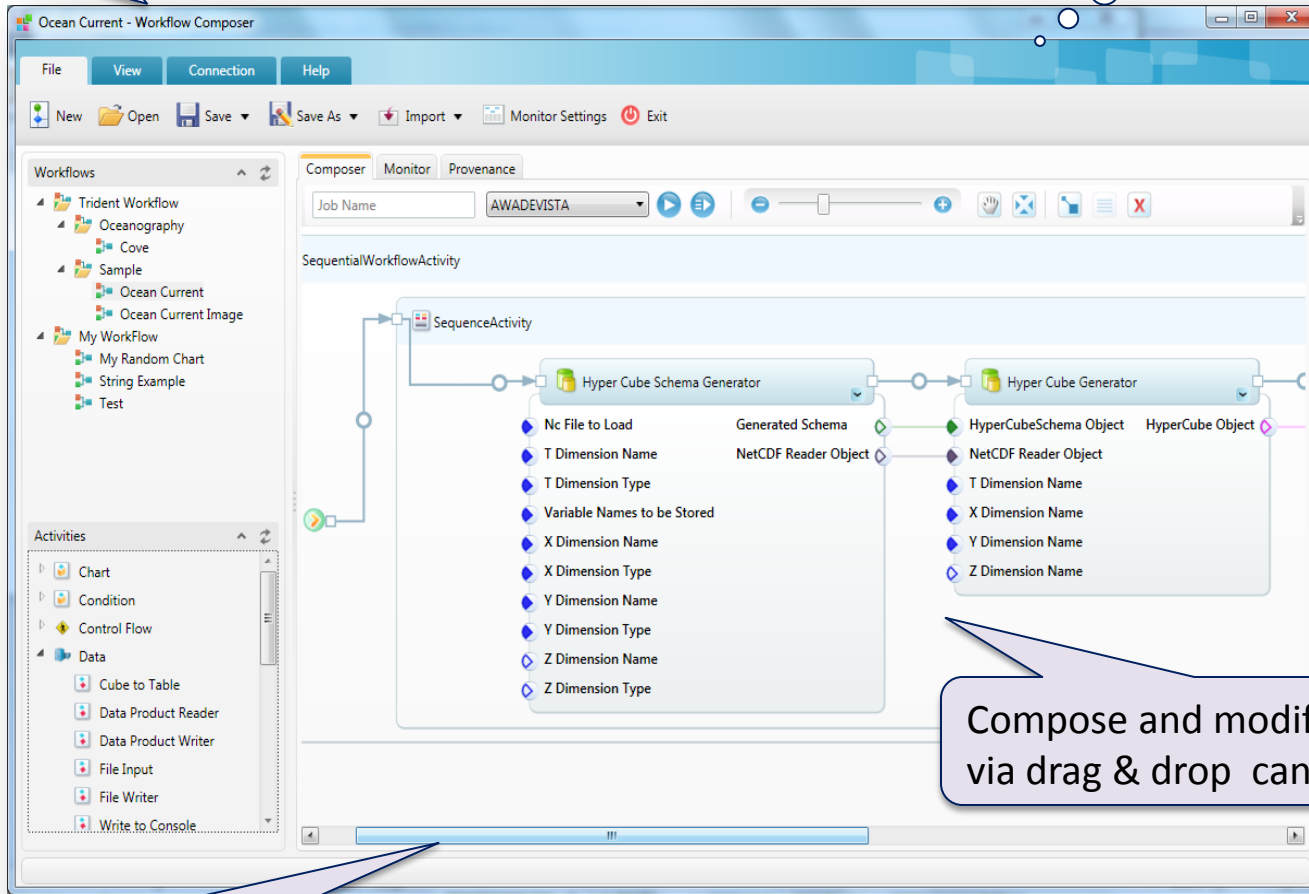 Ocean Current - Workflow Composer
File View Connection Help
New Open Save Save As Import Monitor Settings Exit
Workflows
Trident Workflow
Oceanography
Cove
Sample
Ocean Current
Ocean Current Image
My WorkFlow
My Random Chart
String Example
Test
Activities
Chart
Condition
Control Flow
Data
Cube to Table
Data Product Reader
Data Product Writer
File Input
File Writer
Write to Console
Composer Monitor Provenance
Job Name AWADEVISTA
SequentialWorkflowActivity
SequenceActivity
Hyper Cube Schema Generator
Nc File to Load Generated Schema
T Dimension Name NetCDF Reader Object
T Dimension Type
Variable Names to be Stored
X Dimension Name
X Dimension Type
Y Dimension Name
Y Dimension Type
Z Dimension Name
Z Dimension Type
Hyper Cube Generator
HyperCubeSchema Object HyperCube Object
NetCDF Reader Object
T Dimension Name
X Dimension Name
Y Dimension Name
Z Dimension Name
Compose and modif
via drag & drop can